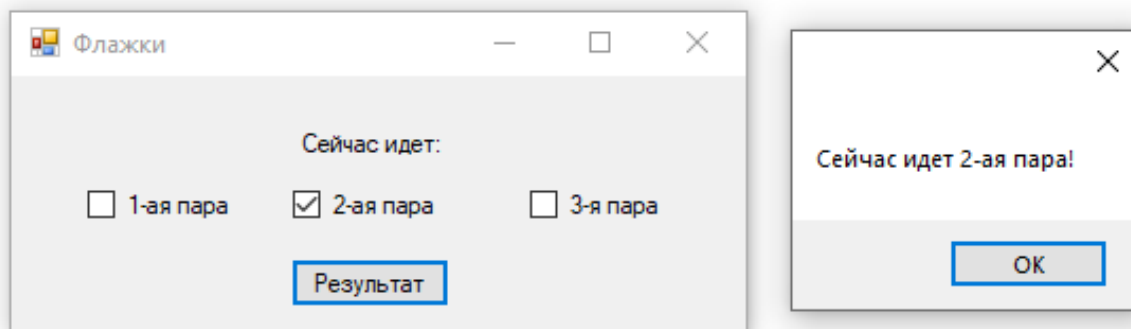 Флажки
Сейчас идет:
1-ая пара
2-ая пара
3-я пара
Результат
Сейчас идет 2-ая пара!
OK